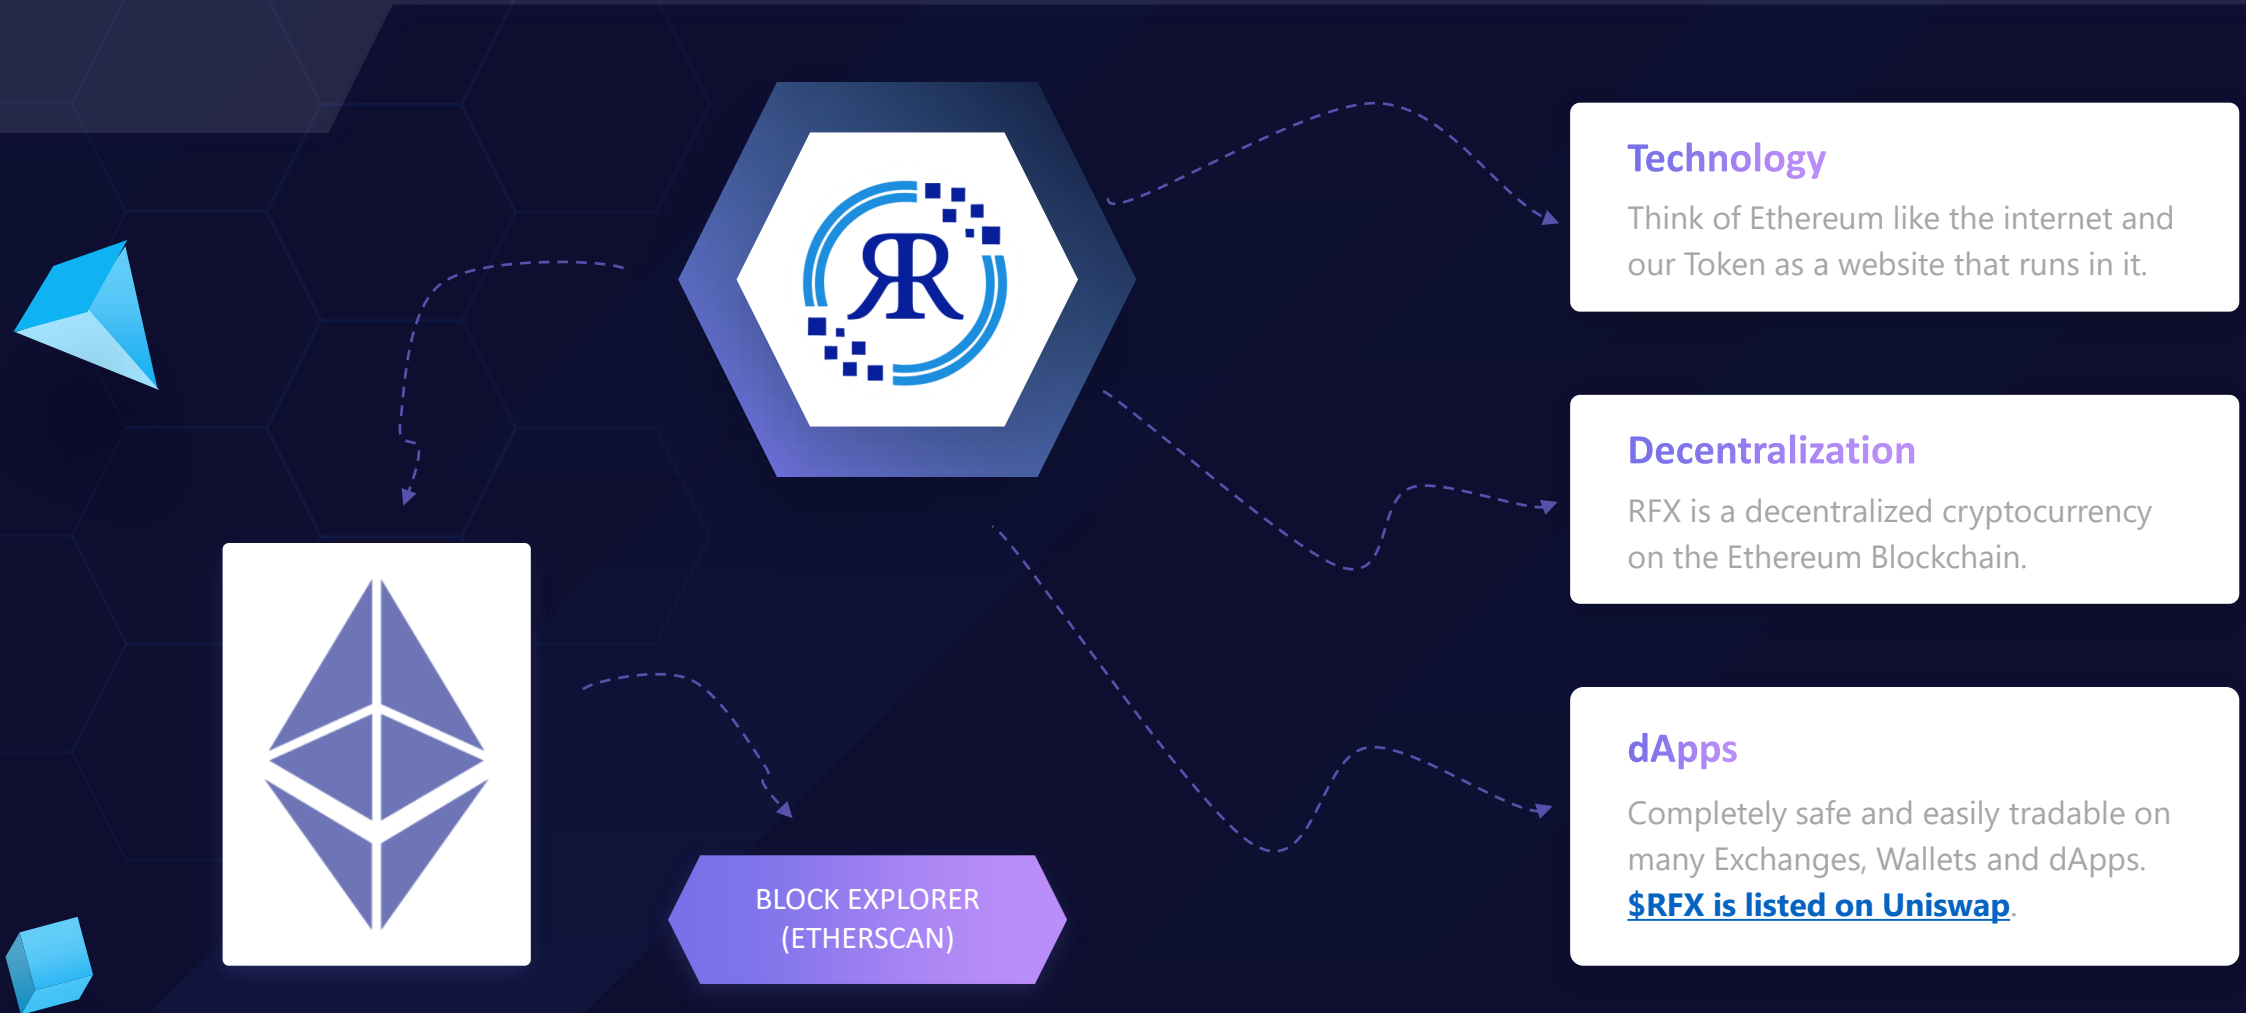 Technology
Think of Ethereum like the internet and
our Token as a website that runs in it.
Decentralization
RFX is a decentralized cryptocurrency
on the Ethereum Blockchain.
dApps
Completely safe and easily tradable on
many Exchanges, Wallets and dApps.
$RFX is listed on Uniswap.
BLOCK EXPLORER
(ETHERSCAN)